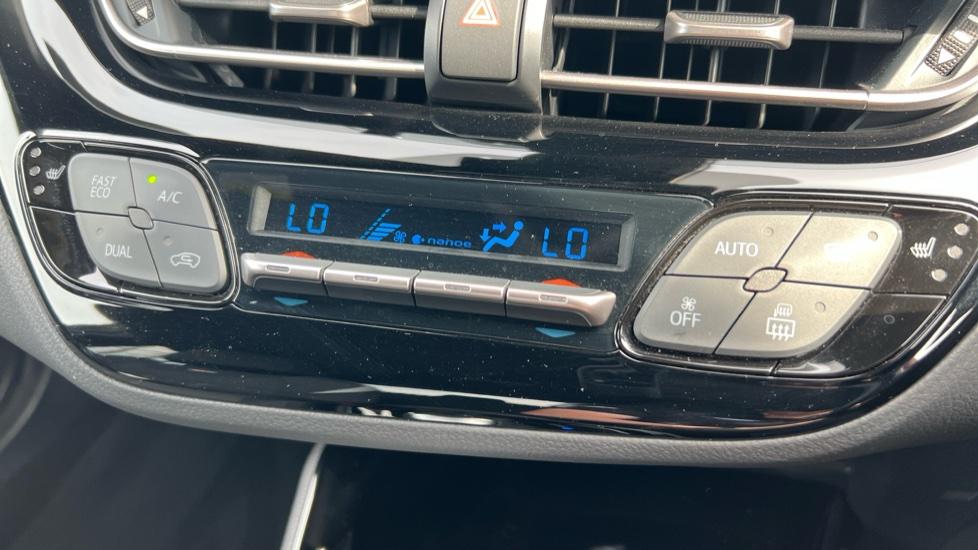 FAST
ECO
A/C
DUAL
LO
nanoe
LO
AUTO
OFF